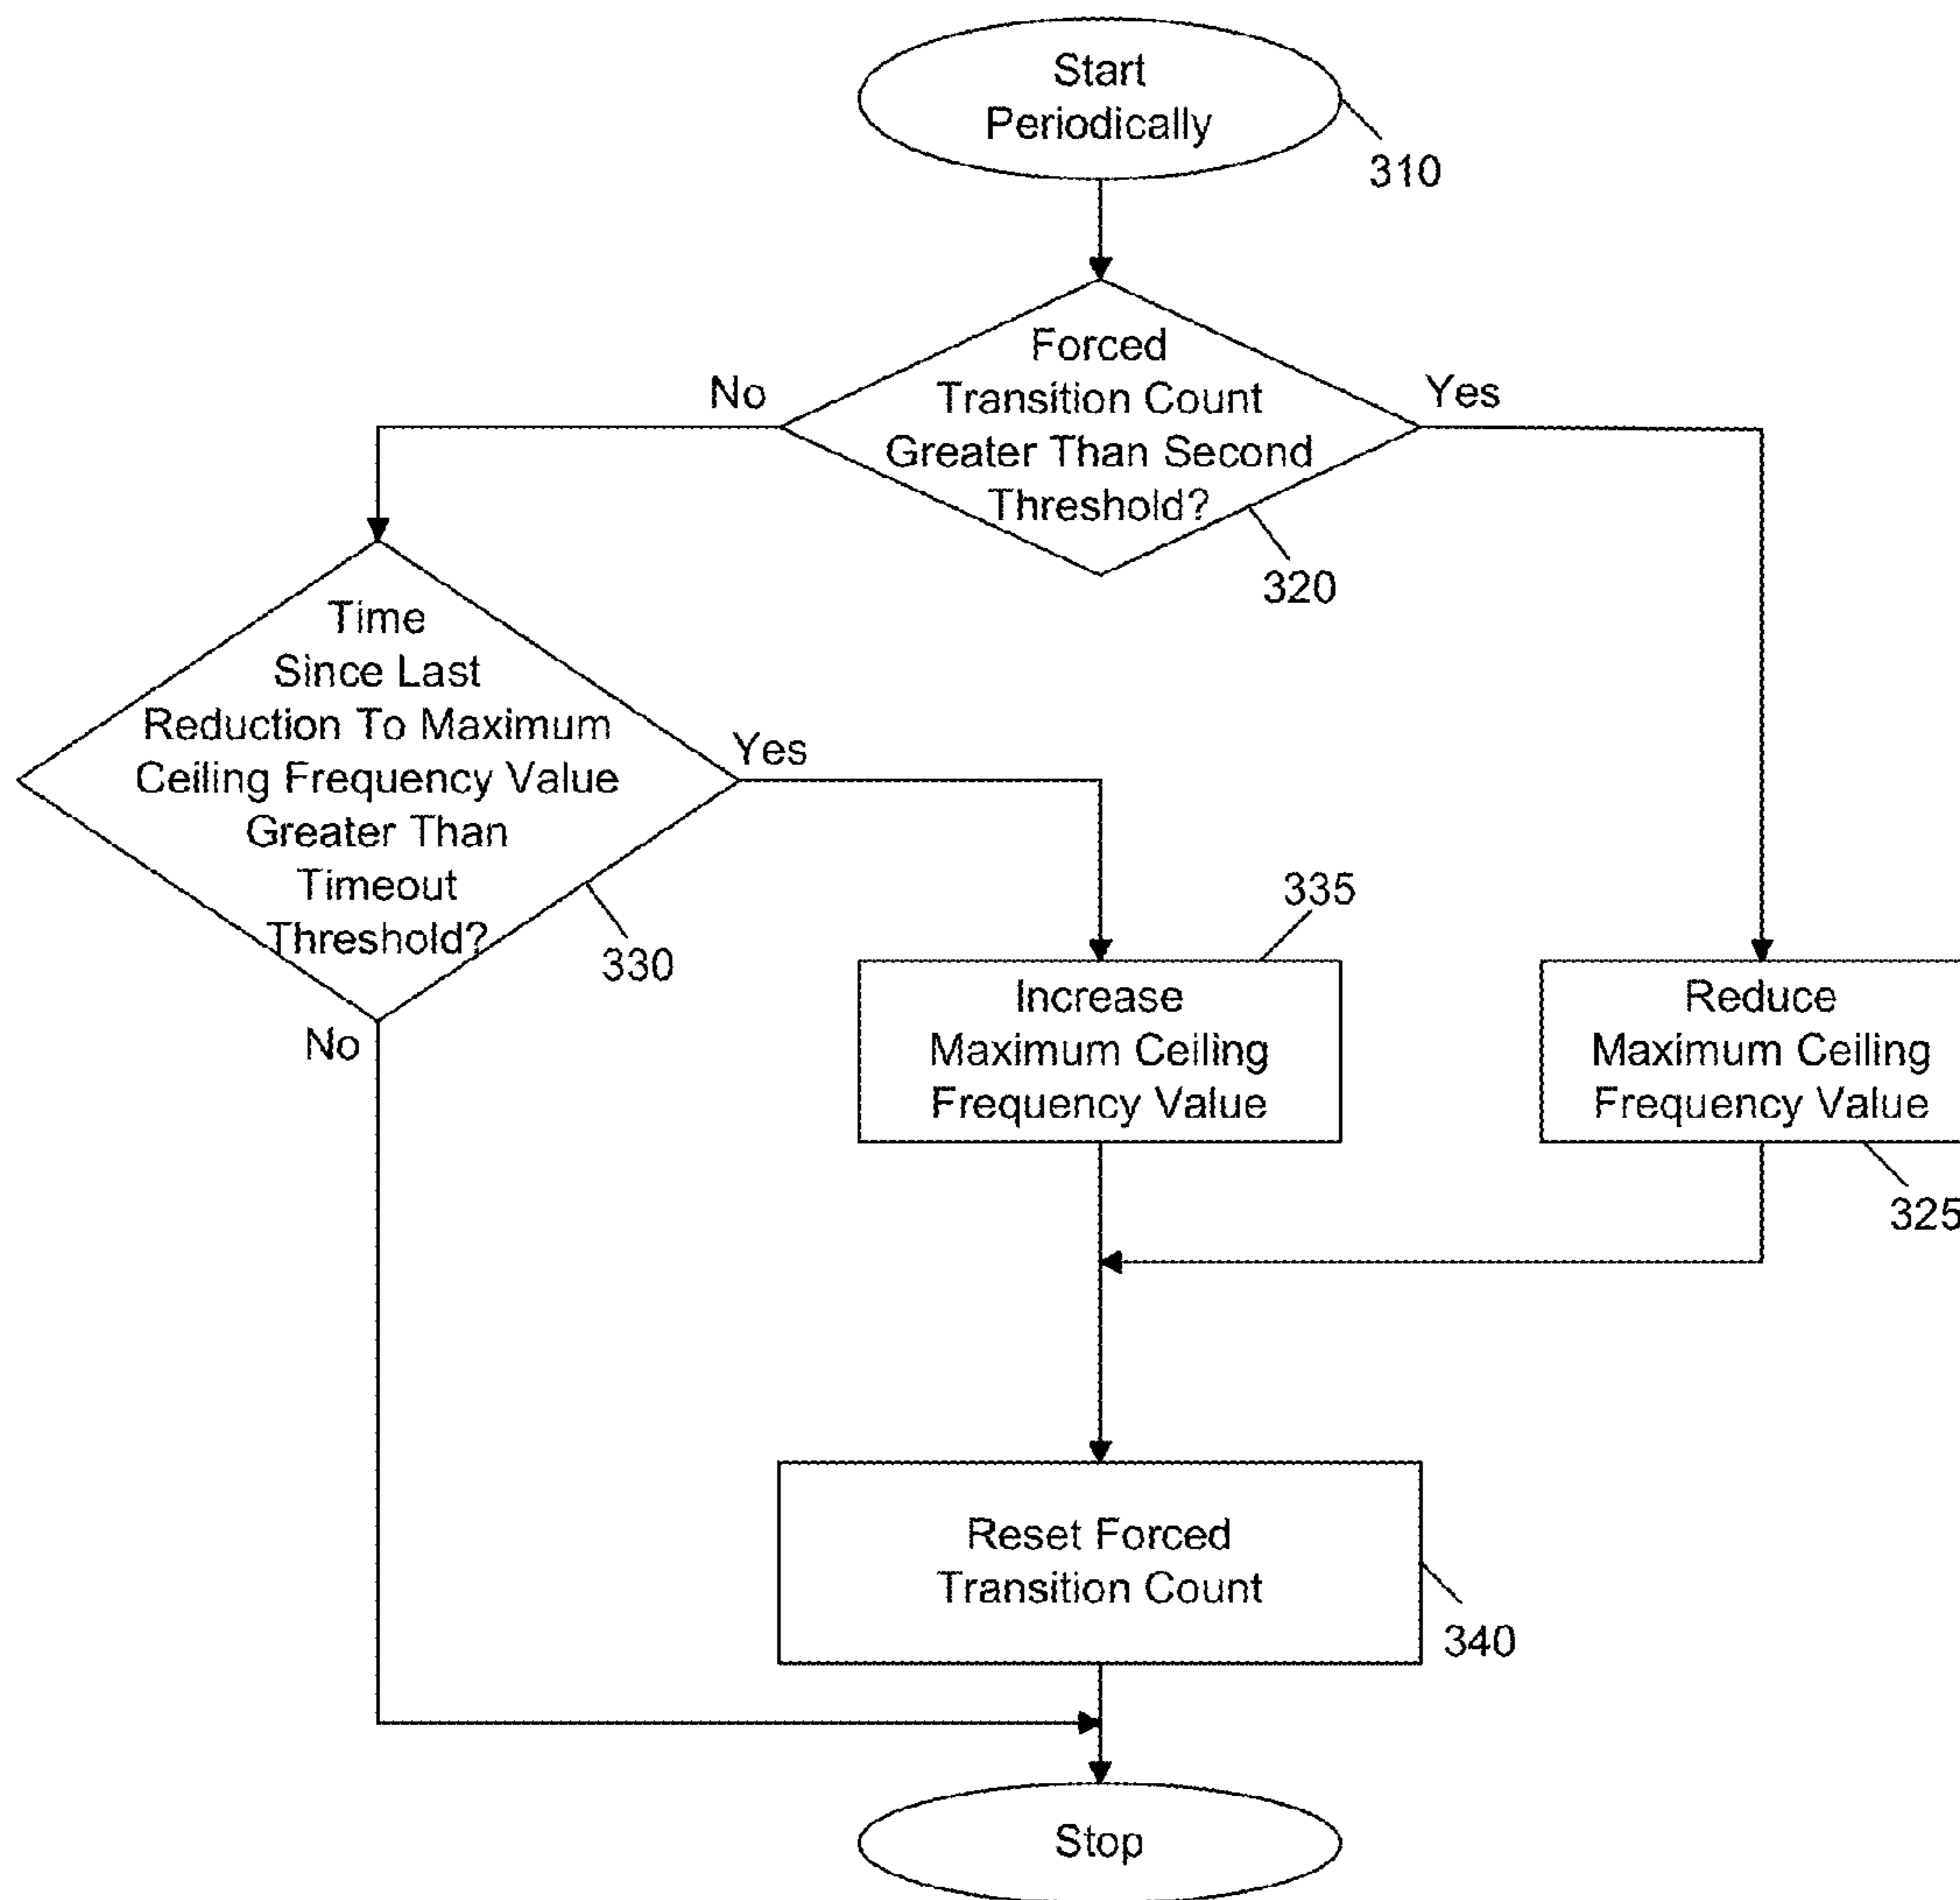 Start
Periodically
310
Forced
Transition Count
Greater Than Second
Threshold?
No
Yes
320
Time
Since Last
Reduction To Maximum
Ceiling Frequency Value
Greater Than
Timeout
Threshold?
Yes
330
No
335
Increase
Maximum Ceiling
Frequency Value
Reduce
Maximum Ceiling
Frequency Value
325
Reset Forced
Transition Count
340
Stop